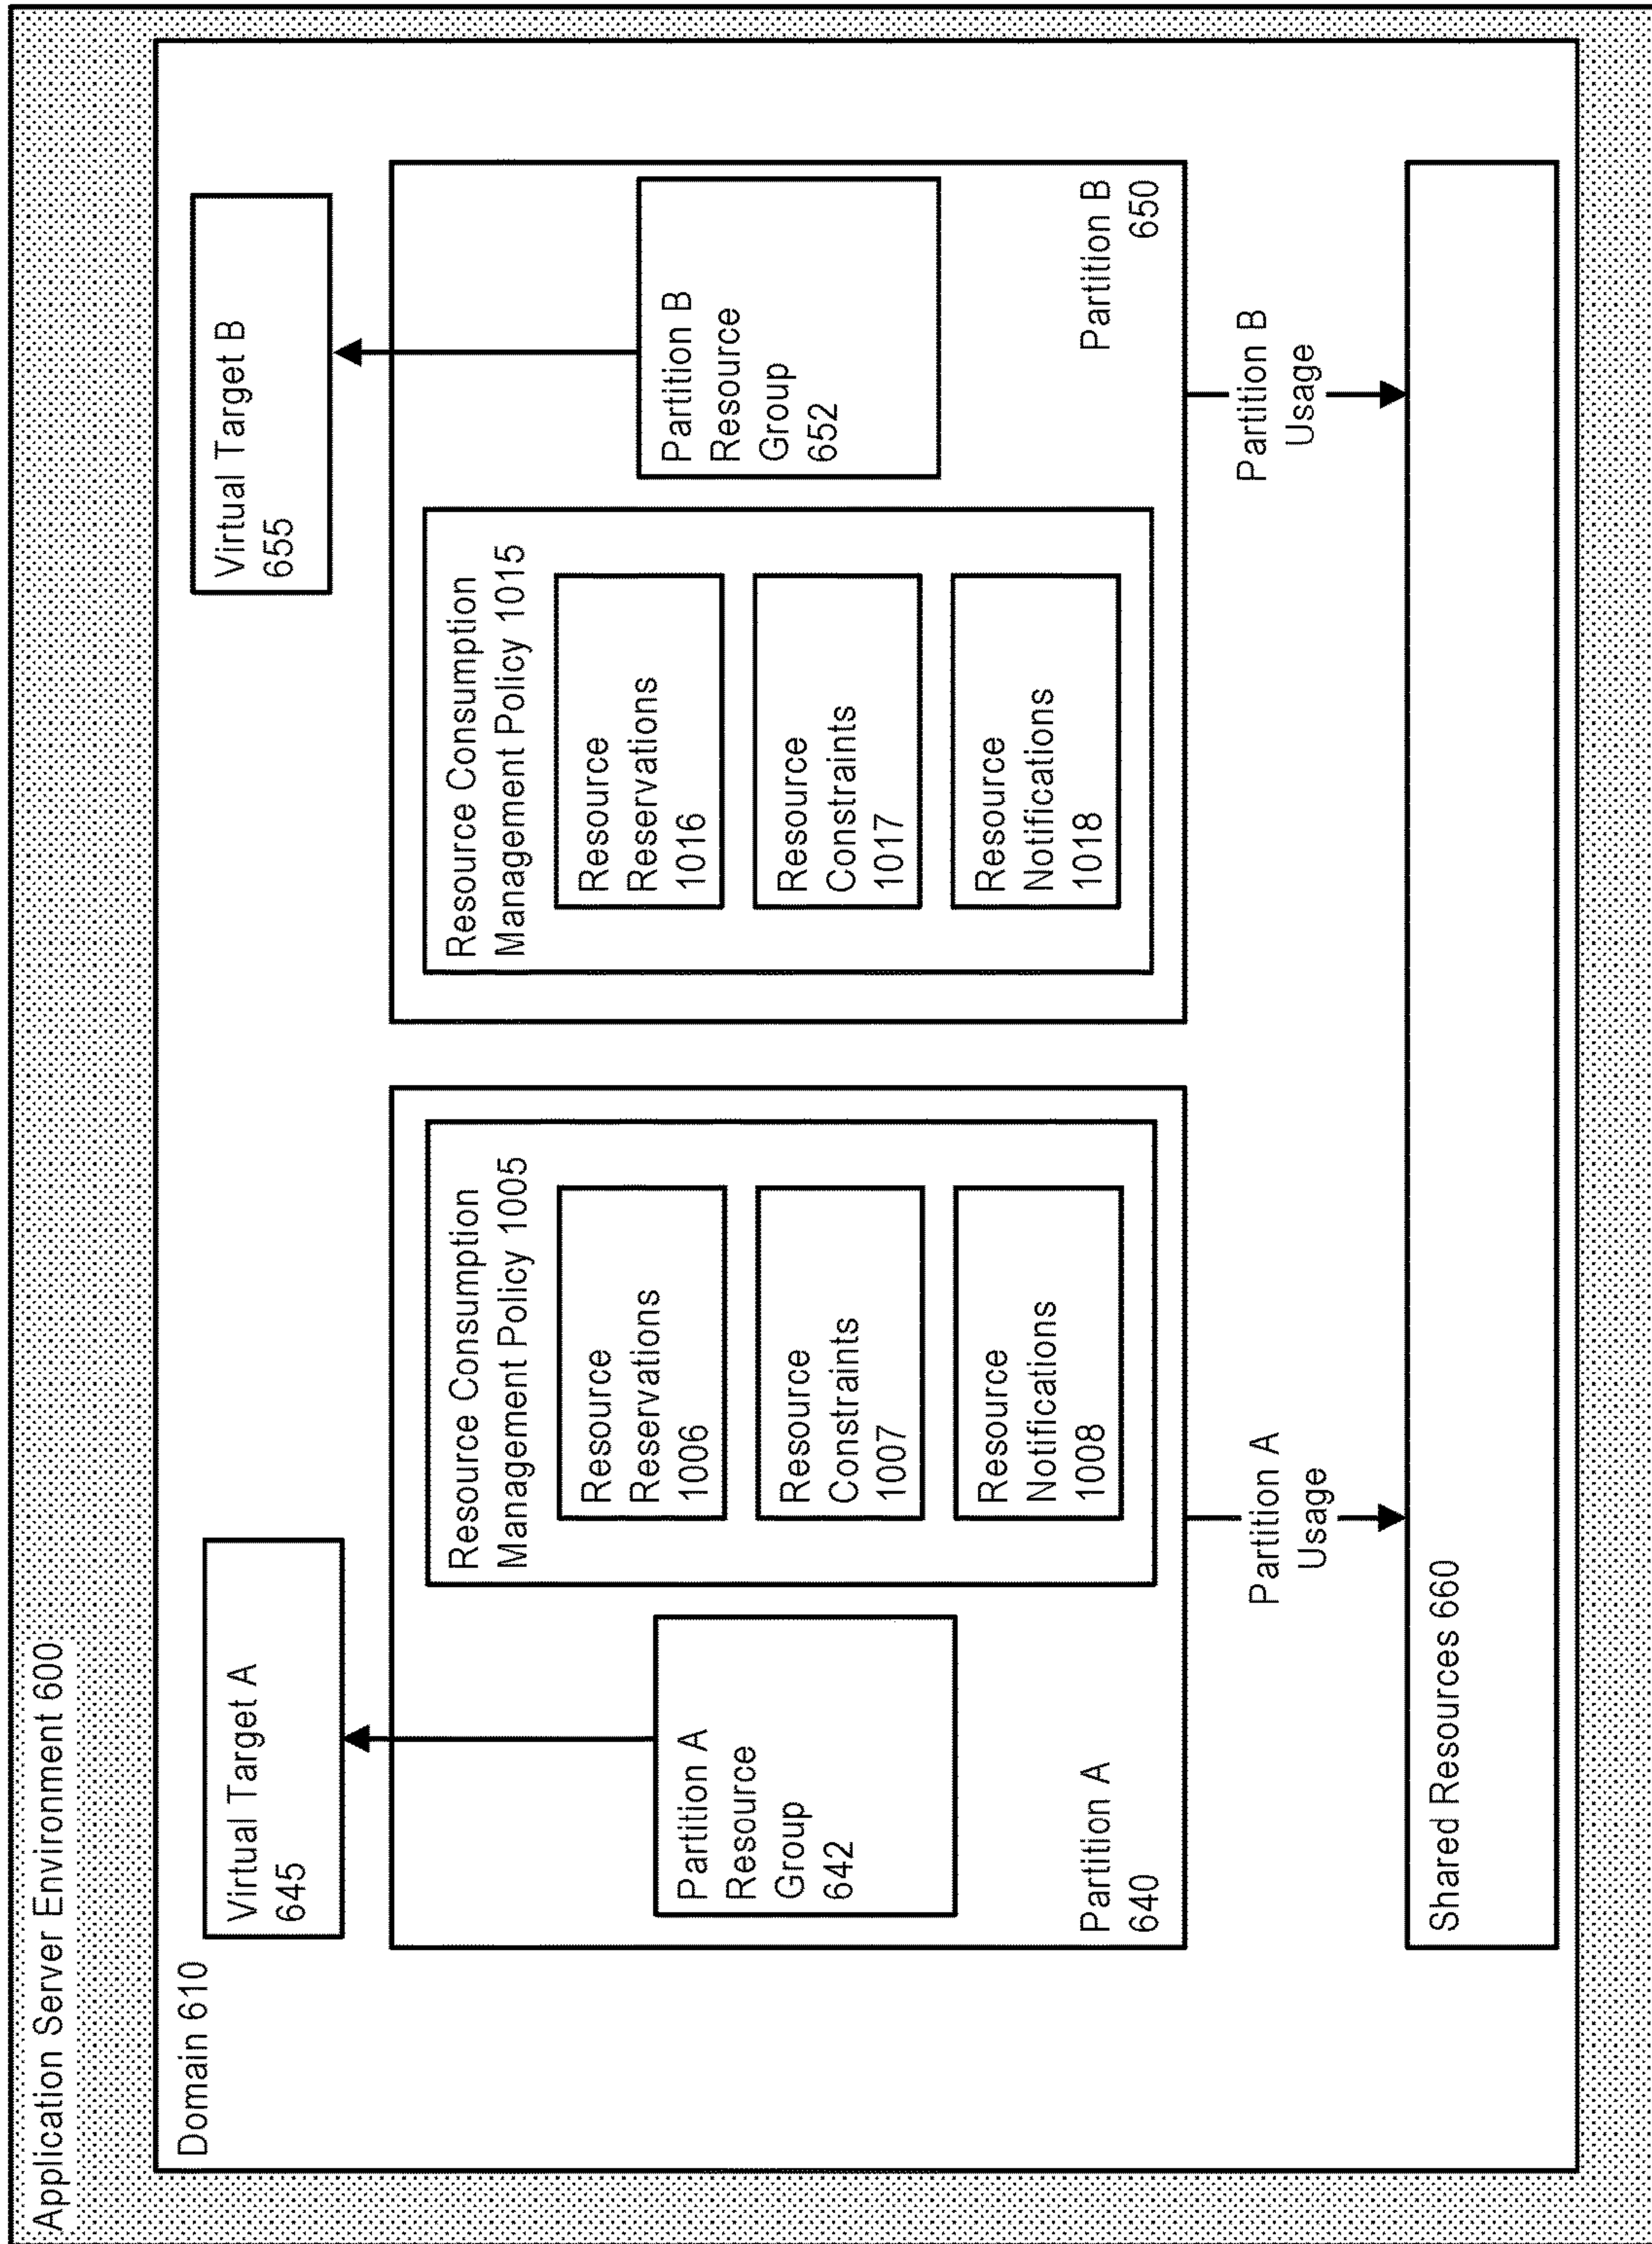 Application Server Environment 600
Domain 610
Virtual Target A
645
Virtual Target B
655
Partition A
Resource
Group
642
Resource Consumption
Management Policy 1005
Resource
Reservations
1006
Resource
Constraints
1007
Resource
Notifications
1008
Partition A
640
Resource Consumption
Management Policy 1015
Resource
Reservations
1016
Resource
Constraints
1017
Resource
Notifications
1018
Partition B
Resource
Group
652
Partition B
650
Partition A
Usage
Partition B
Usage
Shared Resources 660